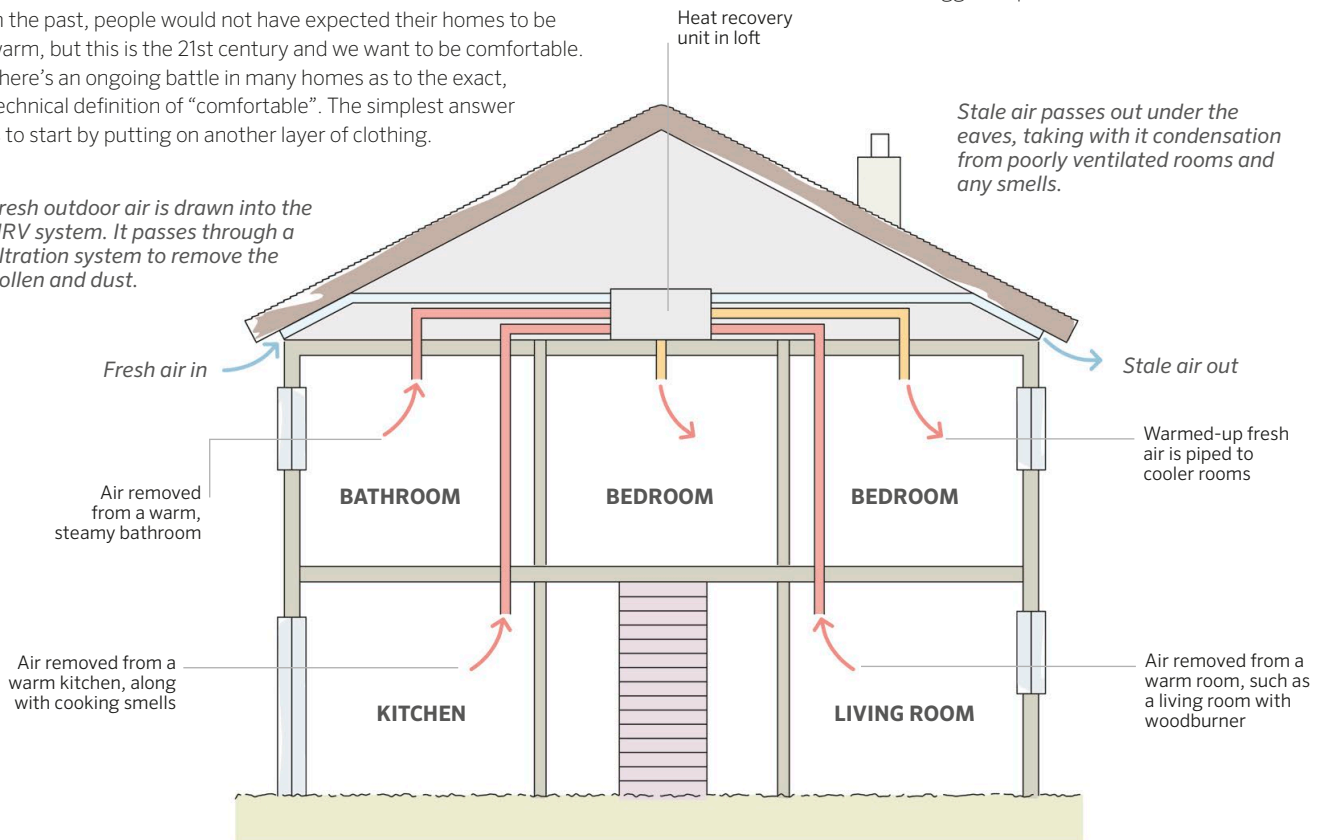 the past, people would not have expected their homes to be
but this is the 21st century and we want to be comfortable.
an ongoing battle in many homes as to the exact,
definition of “comfortable”. The simplest answer
to start by putting on another layer of clothing.
Heat recovery
unit in loft
Stale air passes out under the
eaves, taking with it condensation
from poorly ventilated rooms and
any smells.
outdoor air is drawn into the
system. It passes through a
system to remove the
and dust.
Fresh air in
Stale air out
Air removed
from a warm,
steamy bathroom
BATHROOM
BEDROOM
BEDROOM
Warmed-up fresh
air is piped to
cooler rooms
Air removed from a
warm kitchen, along
with cooking smells
KITCHEN
LIVING ROOM
Air removed from a
warm room, such as
a living room with
woodburner